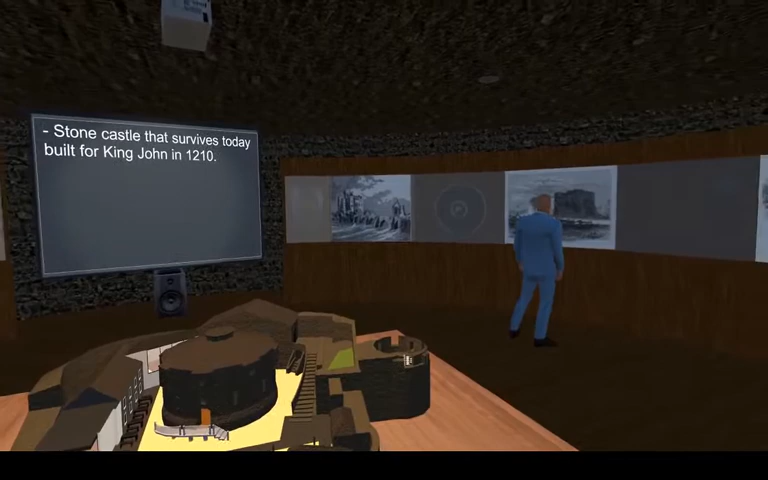 - Stone castle that survives today
built for King John in 1210.